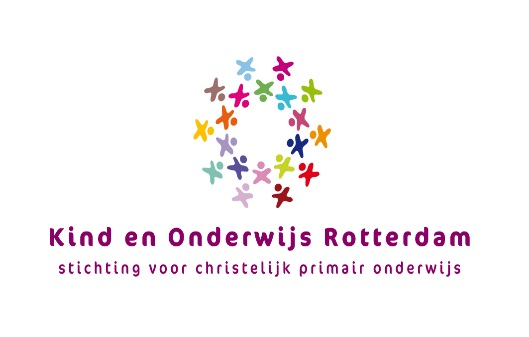 Kind en Onderwijs Rotterdam
stichting voor christelijk primair onderwijs